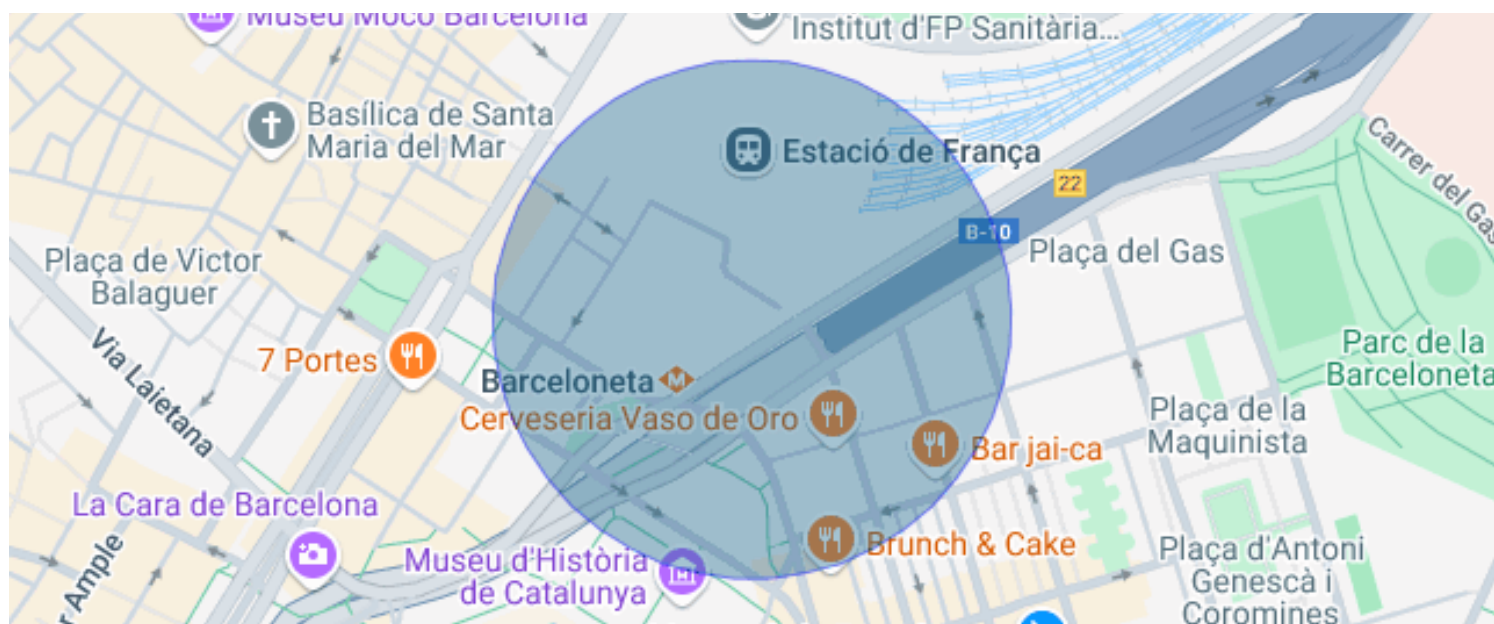 Museu Moco Barcelona
Institut d'FP Sanitària...
Basílica de Santa
Maria del Mar
Estació de França
Carrer del Gas
22
B-10
Plaça del Gas
Plaça de Victor
Balaguer
7 Portes
Via Laietana
Barceloneta
M
Cerveseria Vaso de Oro
Parc de la
Barceloneta
Plaça de la
Maquinista
Bar jai-ca
La Cara de Barcelona
Museu d'Història
de Catalunya
Brunch & Cake
Plaça d'Antoni
Genescà i
Coromines
r Ample